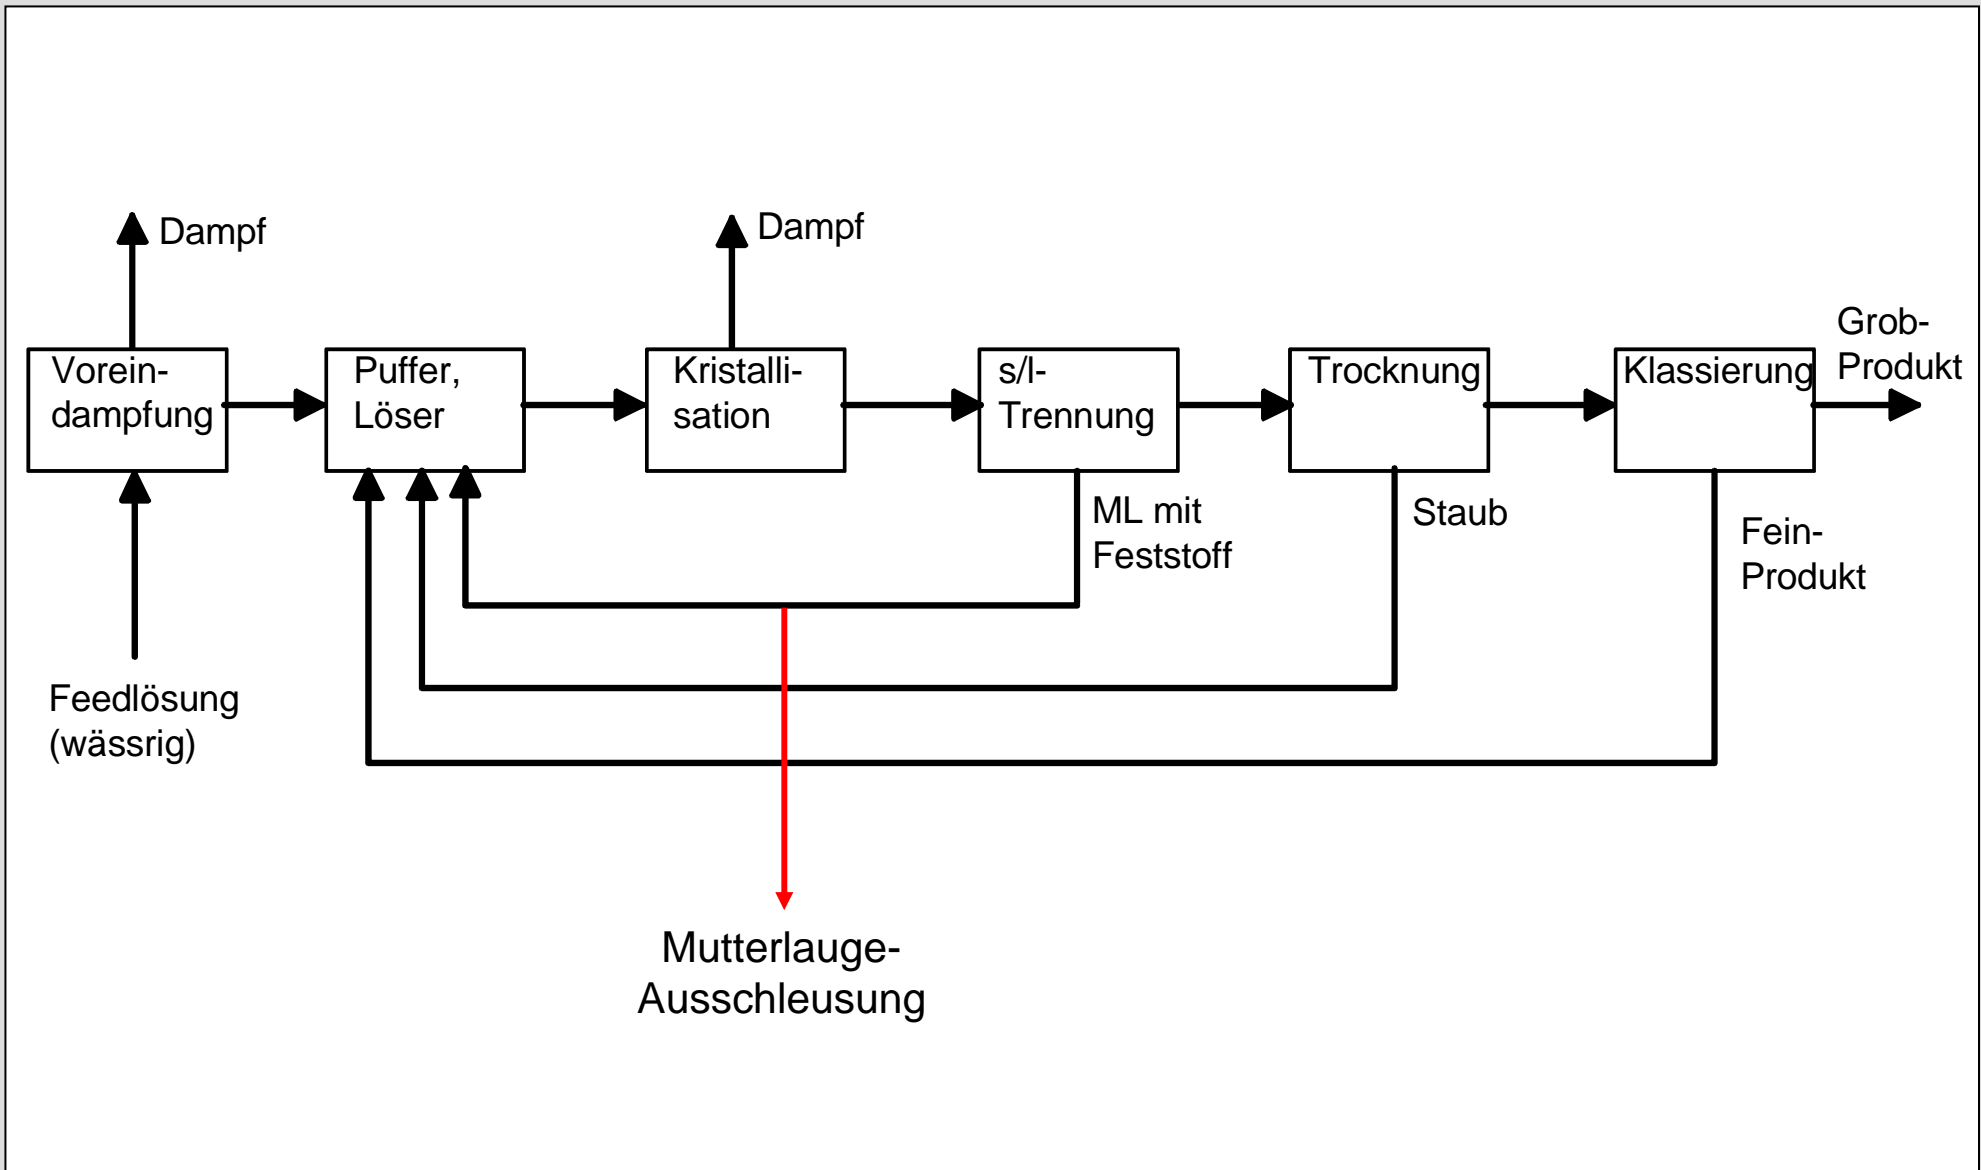 Dampf
Dampf
Vorein-
dampfung
Puffer,
Löser
Kristalli-
sation
s/l-
Trennung
Trocknung
Klassierung
Grob-
Produkt
ML mit
Feststoff
Staub
Fein-
Produkt
Feedlösung
(wässrig)
Mutterlauge-
Ausschleusung